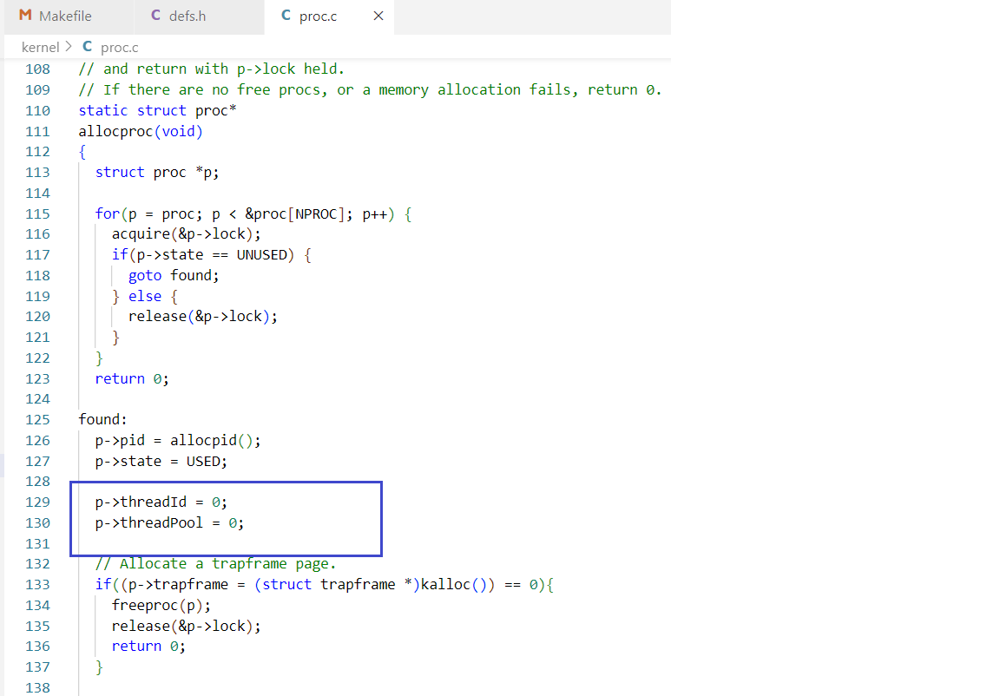 M Makefile C defs.h C proc.c ×
kernel > C proc.c
108 // and return with p->lock held.
109 // If there are no free procs, or a memory allocation fails, return 0.
110 static struct proc*
111 allocproc(void)
112 {
113   struct proc *p;
114
115   for(p = proc; p < &proc[NPROC]; p++) {
116     acquire(&p->lock);
117     if(p->state == UNUSED) {
118       goto found;
119     } else {
120       release(&p->lock);
121     }
122   }
123   return 0;
124
125 found:
126   p->pid = allocpid();
127   p->state = USED;
128
129   p->threadId = 0;
130   p->threadPool = 0;
131
132   // Allocate a trapframe page.
133   if((p->trapframe = (struct trapframe *)kalloc()) == 0){
134     freeproc(p);
135     release(&p->lock);
136     return 0;
137   }
138